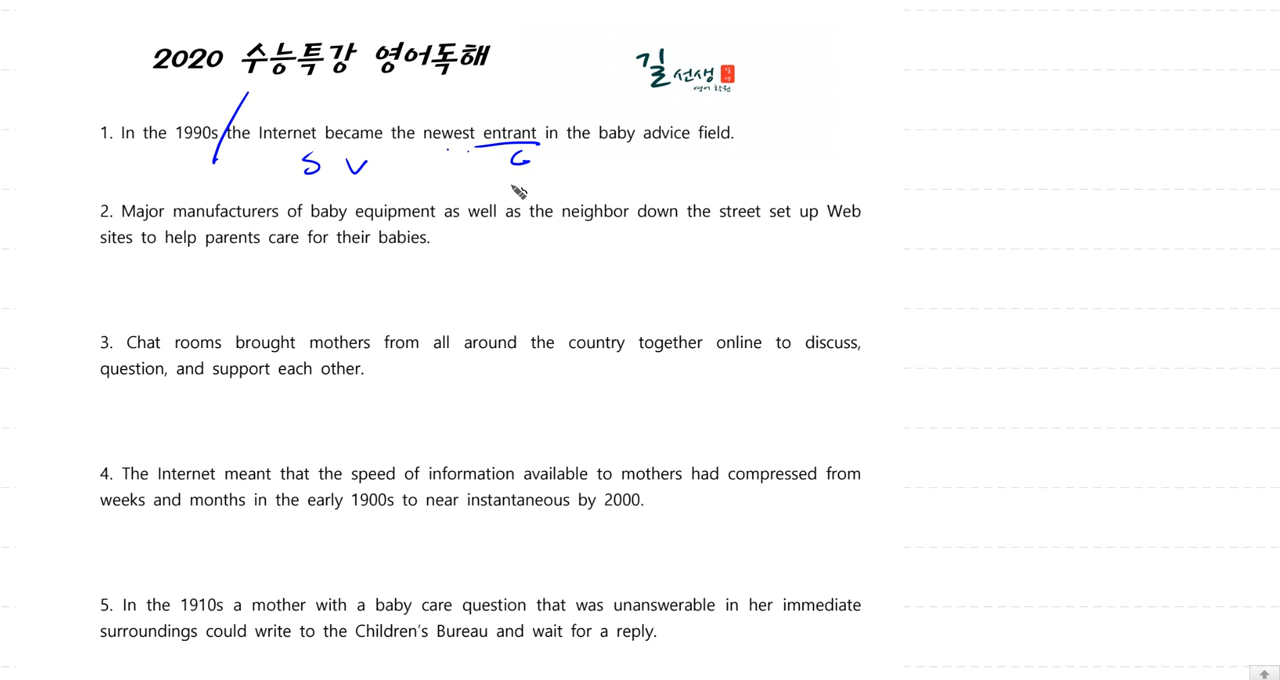 2020 수능특강 영어독해
길 선생
영어 학원
1. In the 1990s the Internet became the newest entrant in the baby advice field.
S V C
2. Major manufacturers of baby equipment as well as the neighbor down the street set up Web
sites to help parents care for their babies.
3. Chat rooms brought mothers from all around the country together online to discuss,
question, and support each other.
4. The Internet meant that the speed of information available to mothers had compressed from
weeks and months in the early 1900s to near instantaneous by 2000.
5. In the 1910s a mother with a baby care question that was unanswerable in her immediate
surroundings could write to the Children's Bureau and wait for a reply.